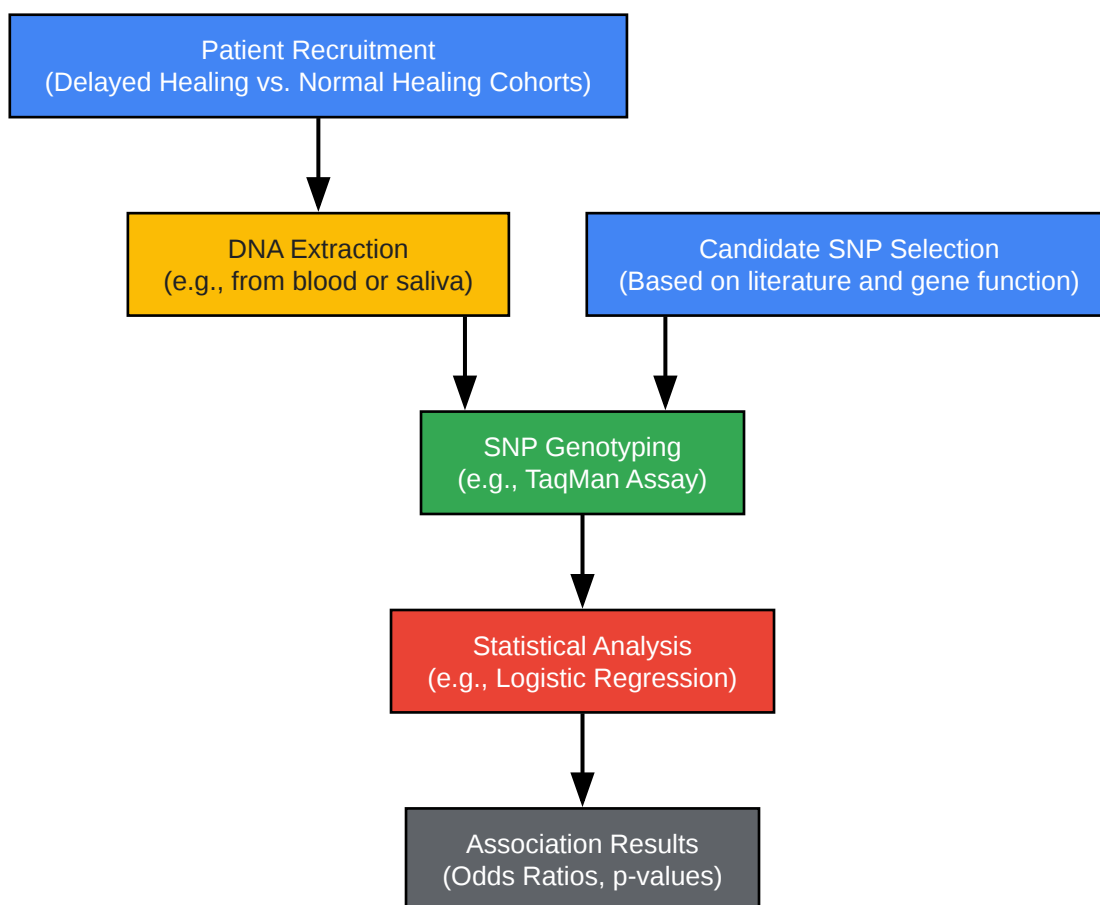 Patient Recruitment
(Delayed Healing vs. Normal Healing Cohorts)
DNA Extraction
(e.g., from blood or saliva)
Candidate SNP Selection
(Based on literature and gene function)
SNP Genotyping
(e.g., TaqMan Assay)
Statistical Analysis
(e.g., Logistic Regression)
Association Results
(Odds Ratios, p-values)